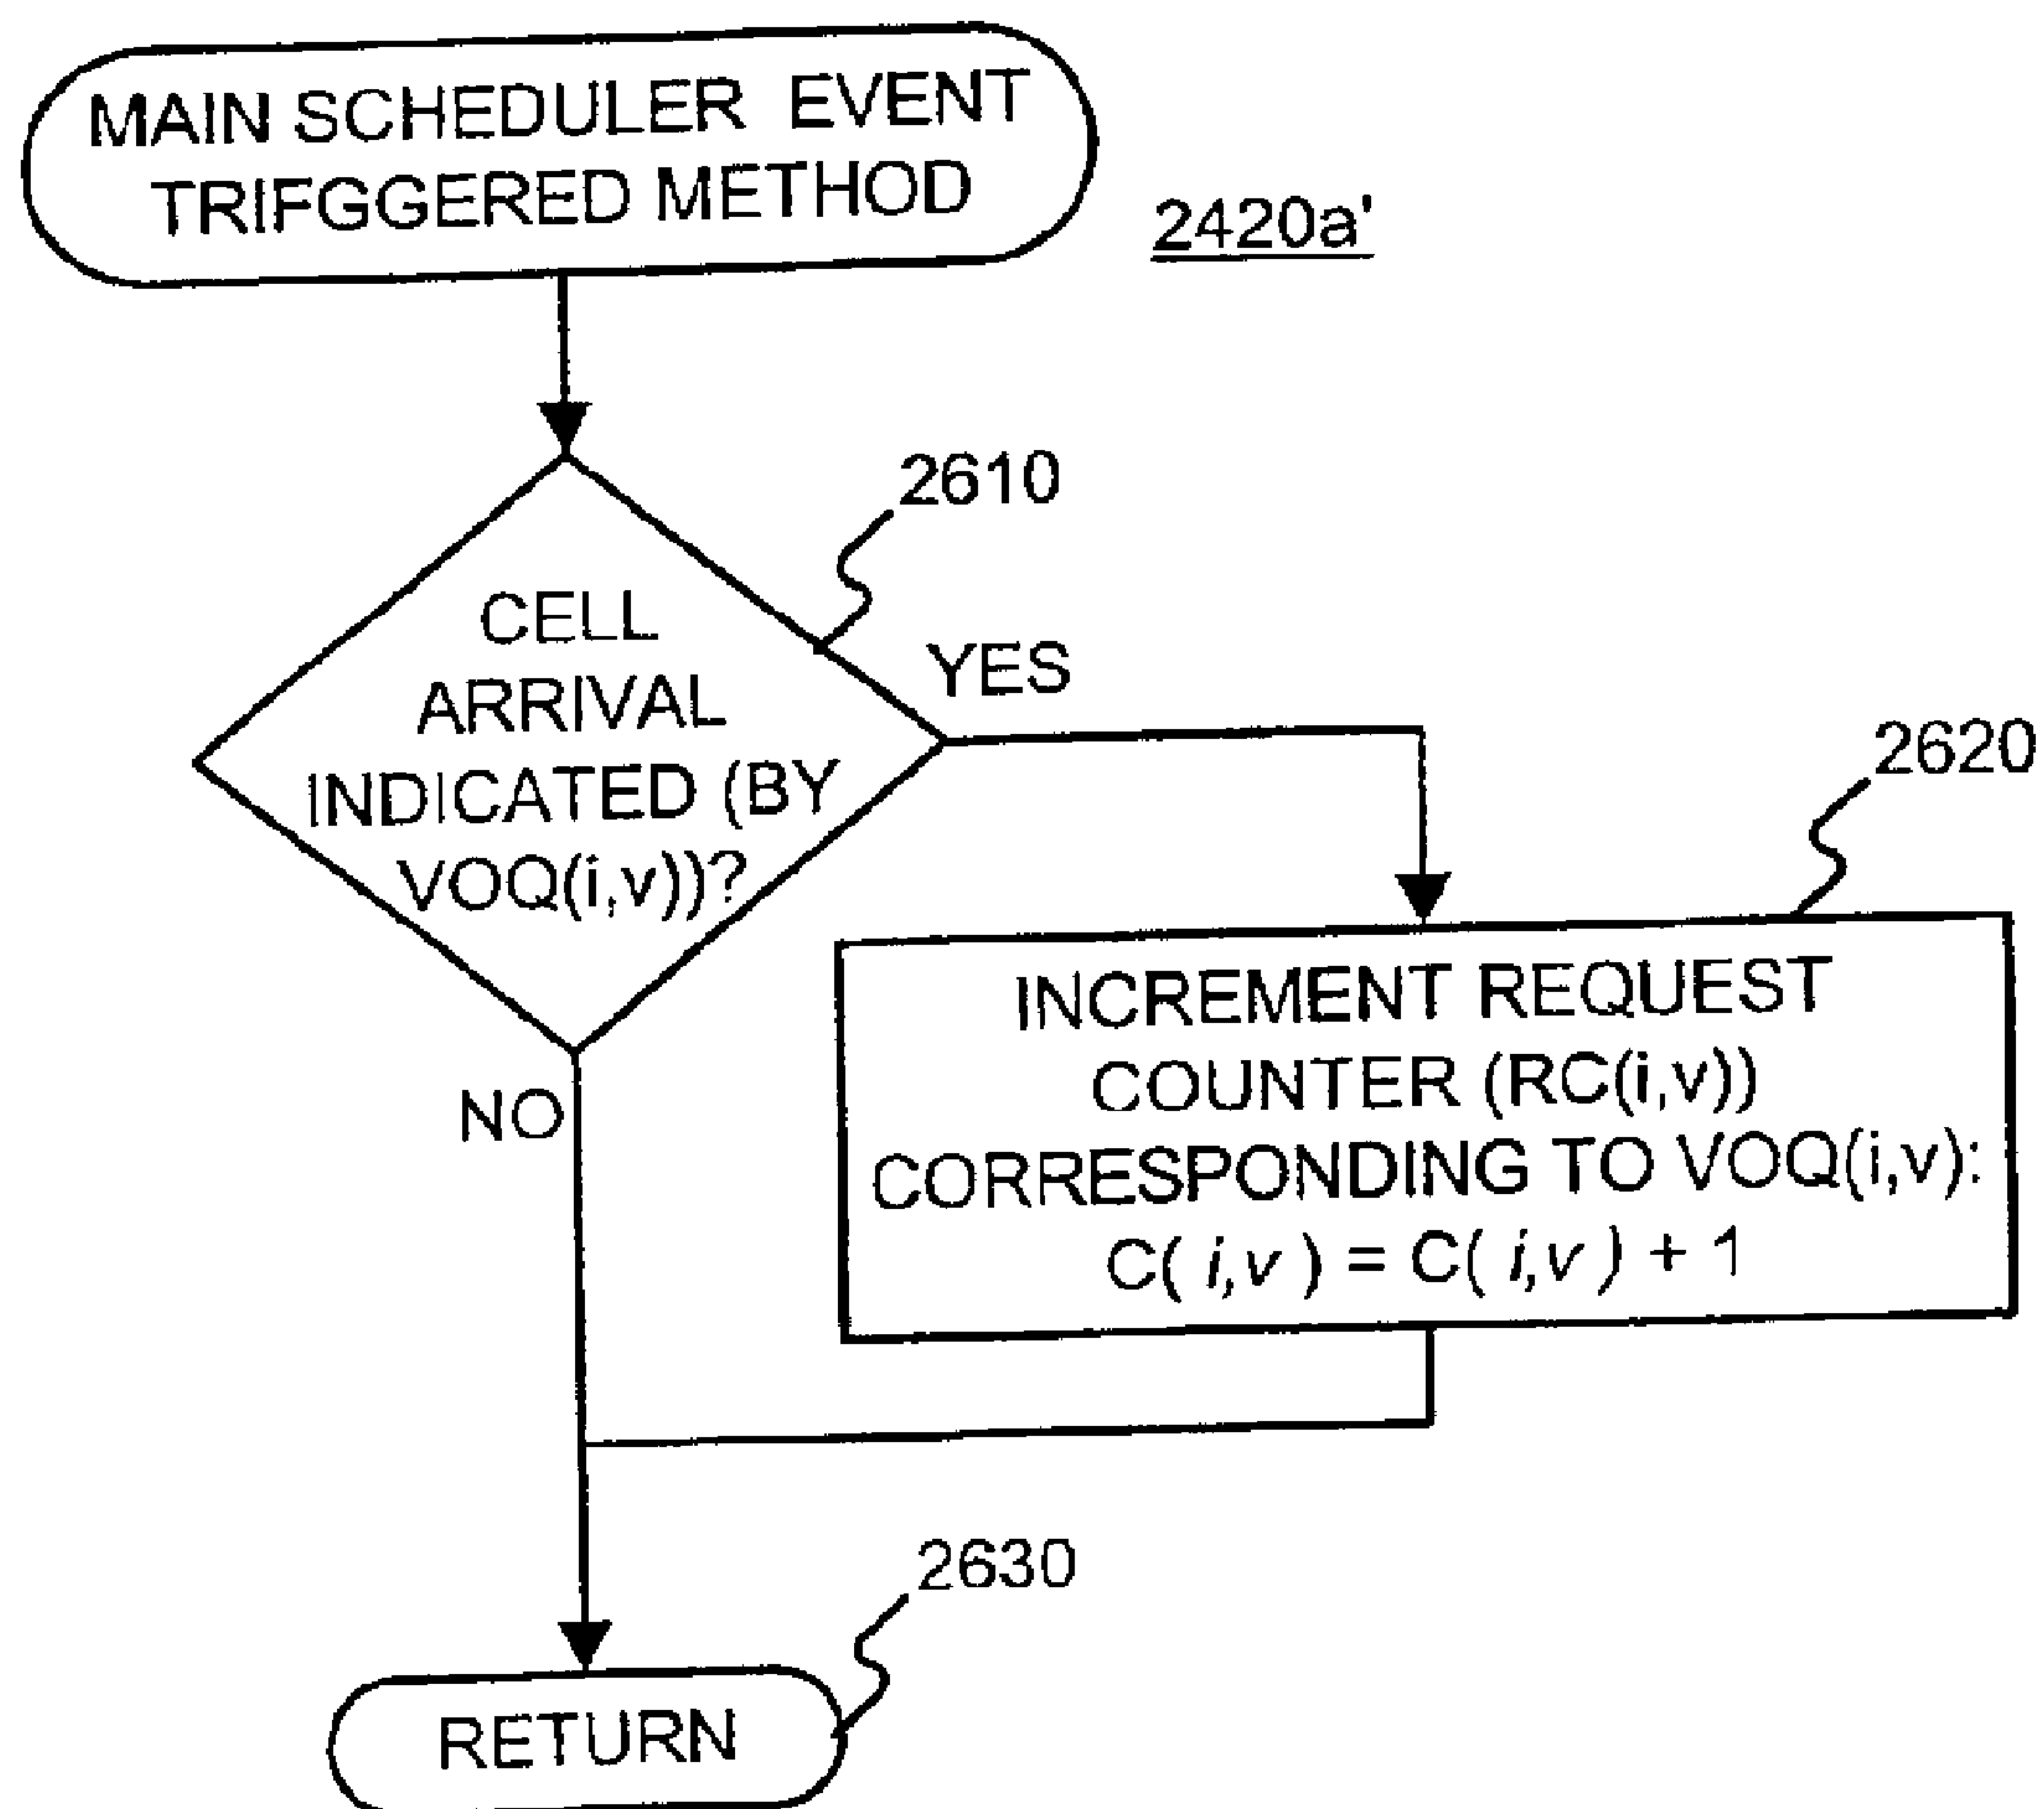 MAIN SCHEDULER EVENT
TRIFGGERED METHOD
2420a'
2610
CELL
ARRIVAL
INDICATED (BY
VOQ(i,v))?
YES
2620
INCREMENT REQUEST
COUNTER (RC(i,v))
CORRESPONDING TO VOQ(i,v):
C( i,v ) = C( i,v ) + 1
NO
2630
RETURN